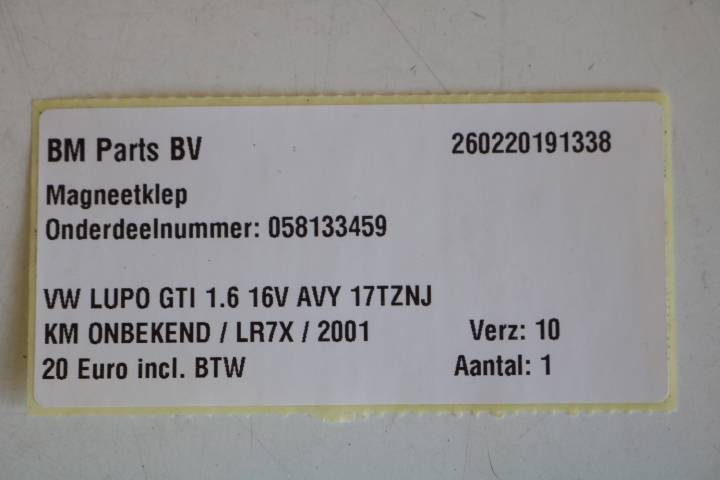 BM Parts BV 260220191338
Magneetklep
Onderdeelnummer: 058133459
VW LUPO GTI 1.6 16V AVY 17TZNJ
KM ONBEKEND / LR7X / 2001 Verz: 10
20 Euro incl. BTW Aantal: 1